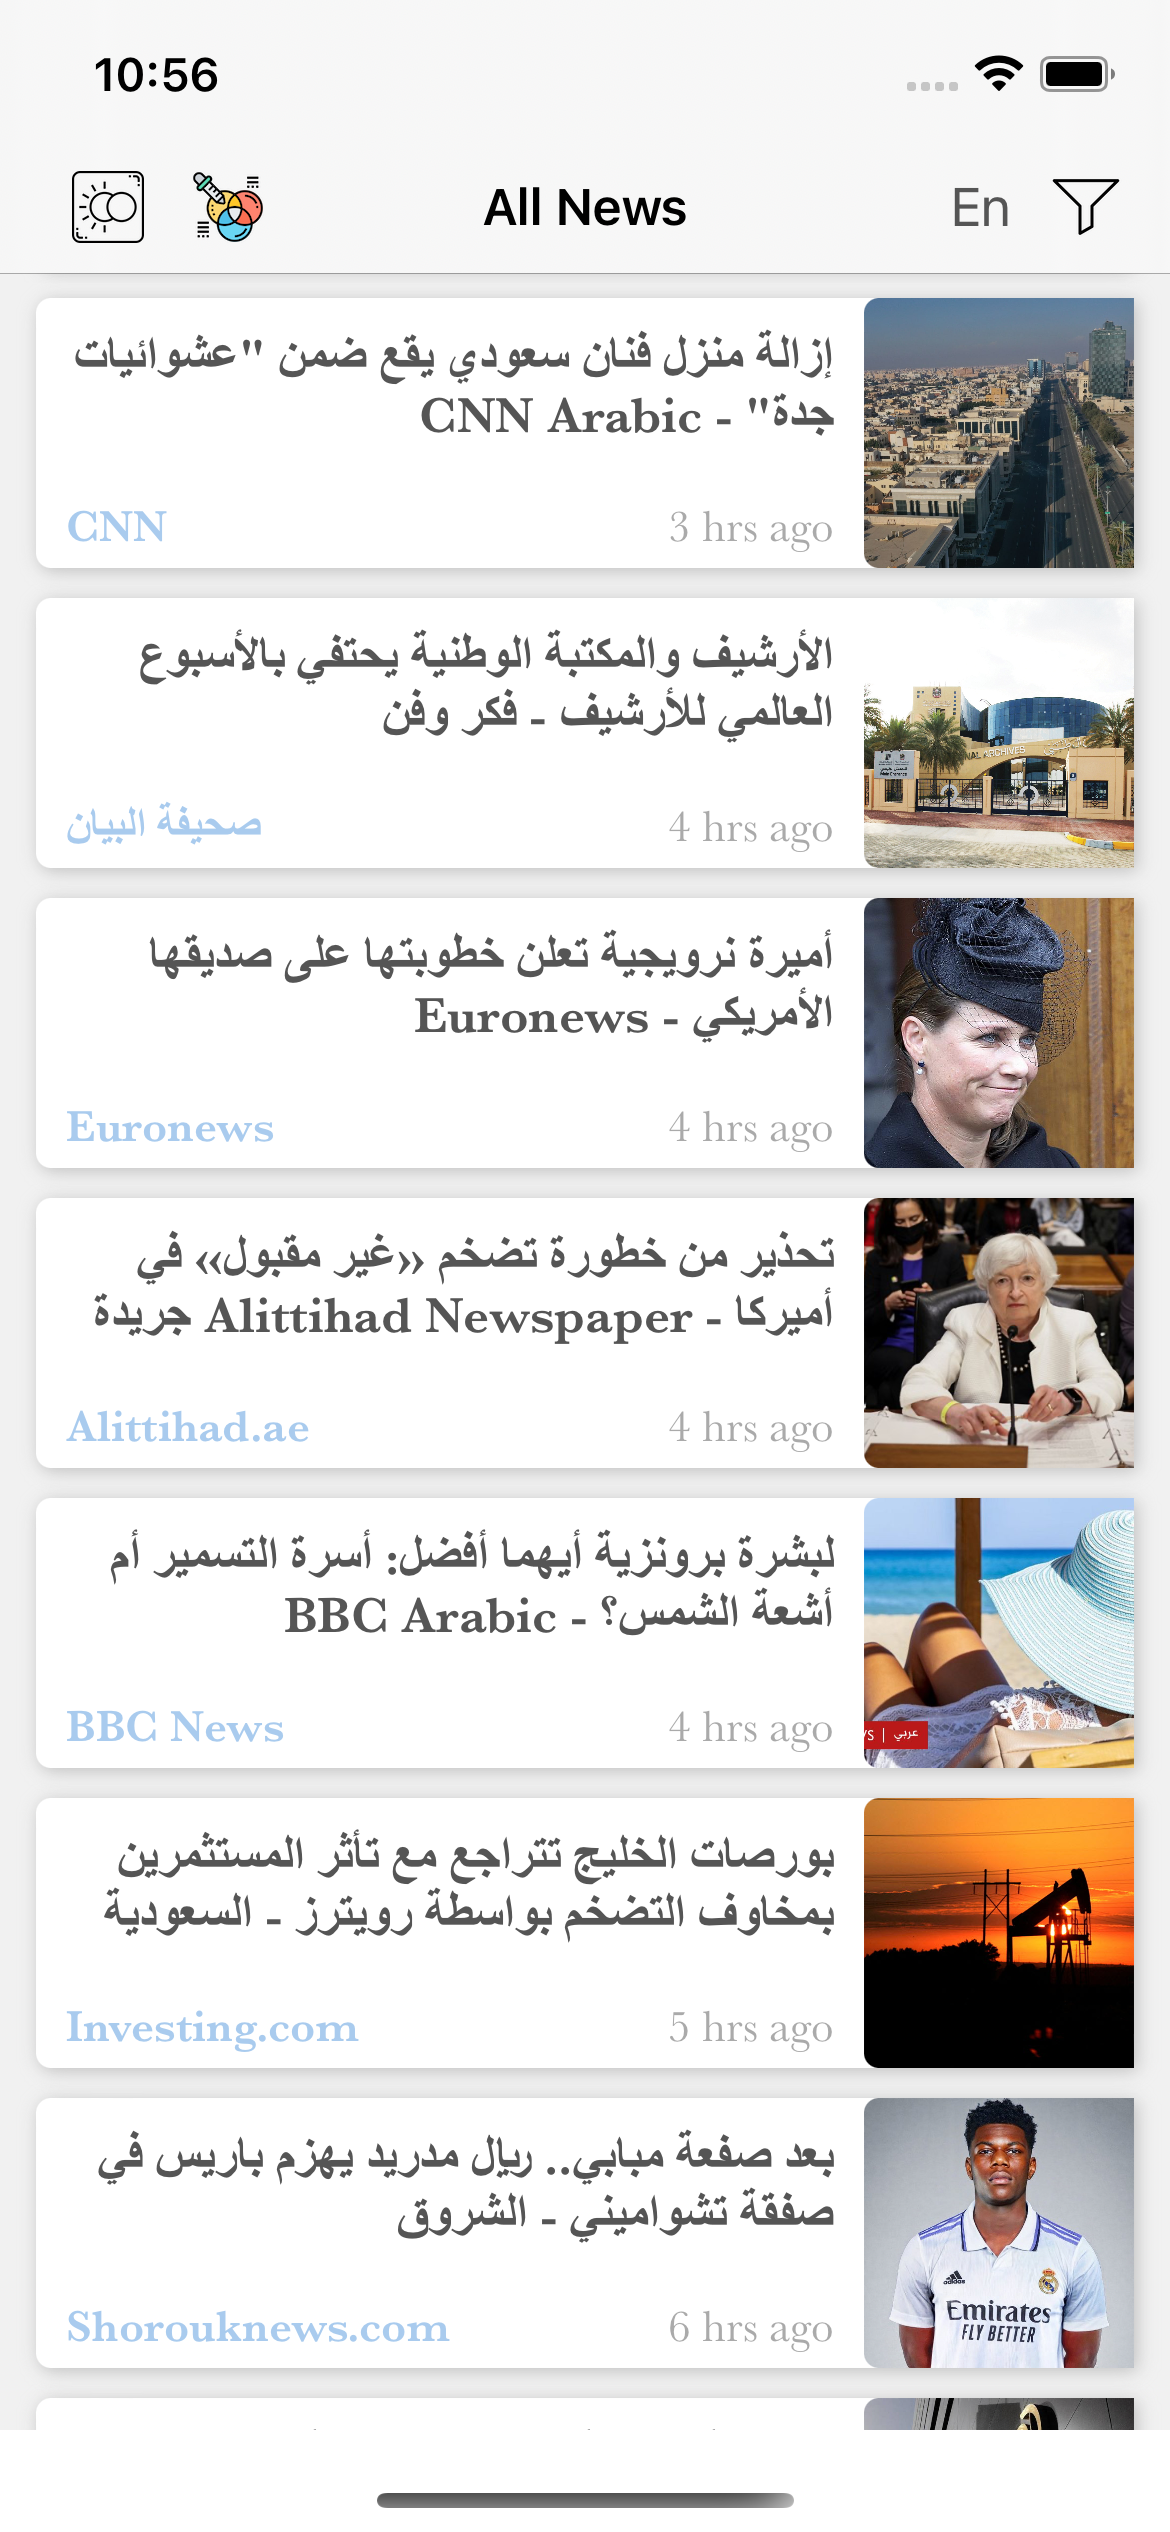 10:56
All News
En
إزالة منزل فنان سعودي يقع ضمن "عشوائيات
جدة" - CNN Arabic
CNN
3 hrs ago
الأرشيف والمكتبة الوطنية يحتفي بالأسبوع
العالمي للأرشيف - فكر وفن
صحيفة البيان
4 hrs ago
أميرة نرويجية تعلن خطوبتها على صديقها
الأمريكي - Euronews
Euronews
4 hrs ago
تحذير من خطورة تضخم «غير مقبول» في
أميركا - Alittihad Newspaper جريدة
Alittihad.ae
4 hrs ago
لبشرة برونزية أيهما أفضل: أسرة التسمير أم
أشعة الشمس؟ - BBC Arabic
BBC News
4 hrs ago
عربي
بورصات الخليج تتراجع مع تأثر المستثمرين
بمخاوف التضخم بواسطة رويترز - السعودية
Investing.com
5 hrs ago
بعد صفعة مبابي.. ريال مدريد يهزم باريس في
صفقة تشواميني - الشروق
Shorouknews.com
6 hrs ago
adidas
Emirates
FLY BETTER